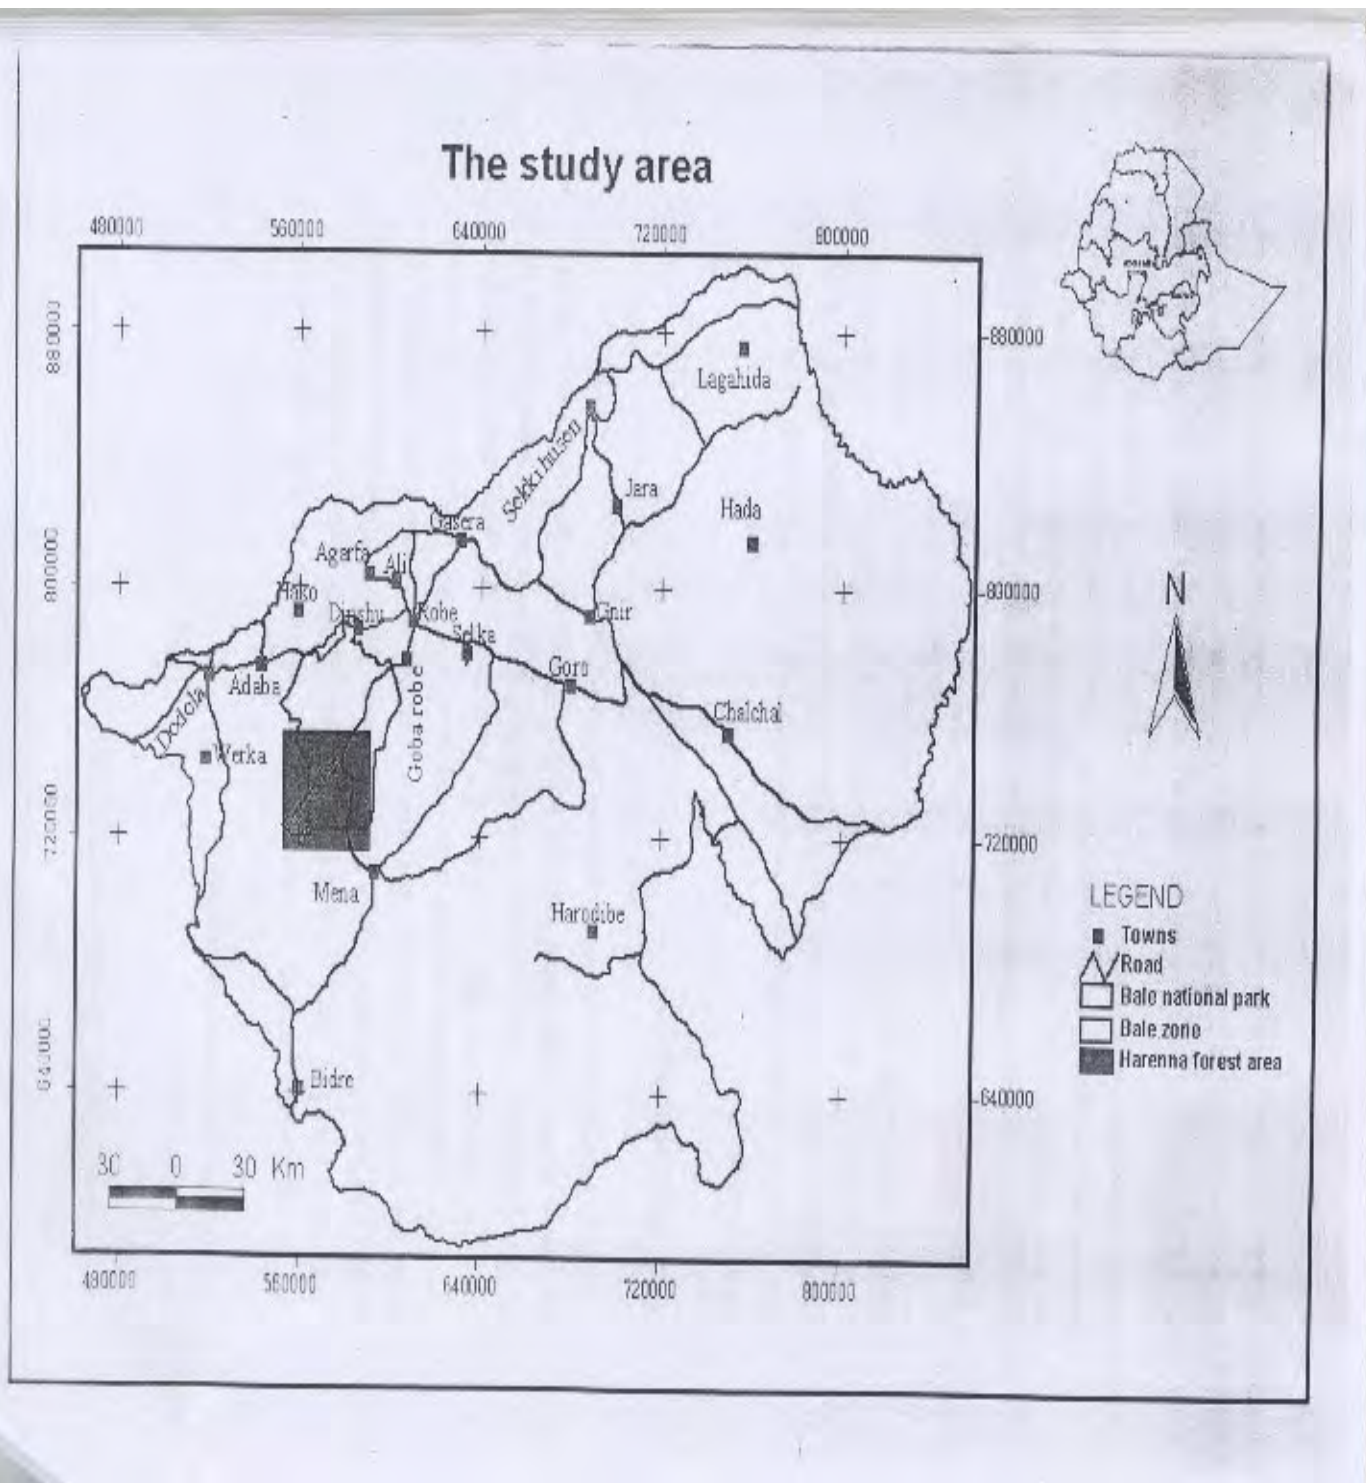 The study area
480000 560000 640000 720000 800000
880000
880000
Lagahida
Sekki husen
Jara
Hada
Gasera
Agarfa
Ali
800000
Hako
Dinshu
Robe
Gnir
Selka
Goro
Adaba
Dodola
Goba robe
Chalchal
Werka
720000
720000
Mena
Harodibe
640000
640000
Bidre
30 0 30 Km
480000 560000 640000 720000 800000
N
LEGEND
Towns
Road
Bale national park
Bale zone
Harenna forest area